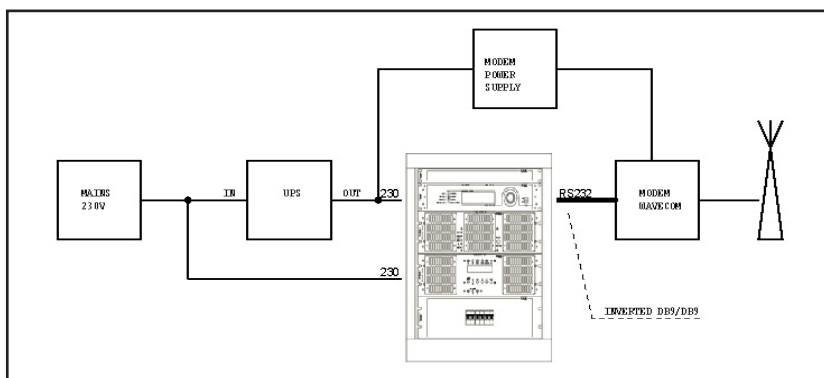 MODEM
POWER
SUPPLY
MAINS
230V
IN
UPS
OUT
230
RS232
MODEM
WAVECOM
230
INVERTED DB9/DB9